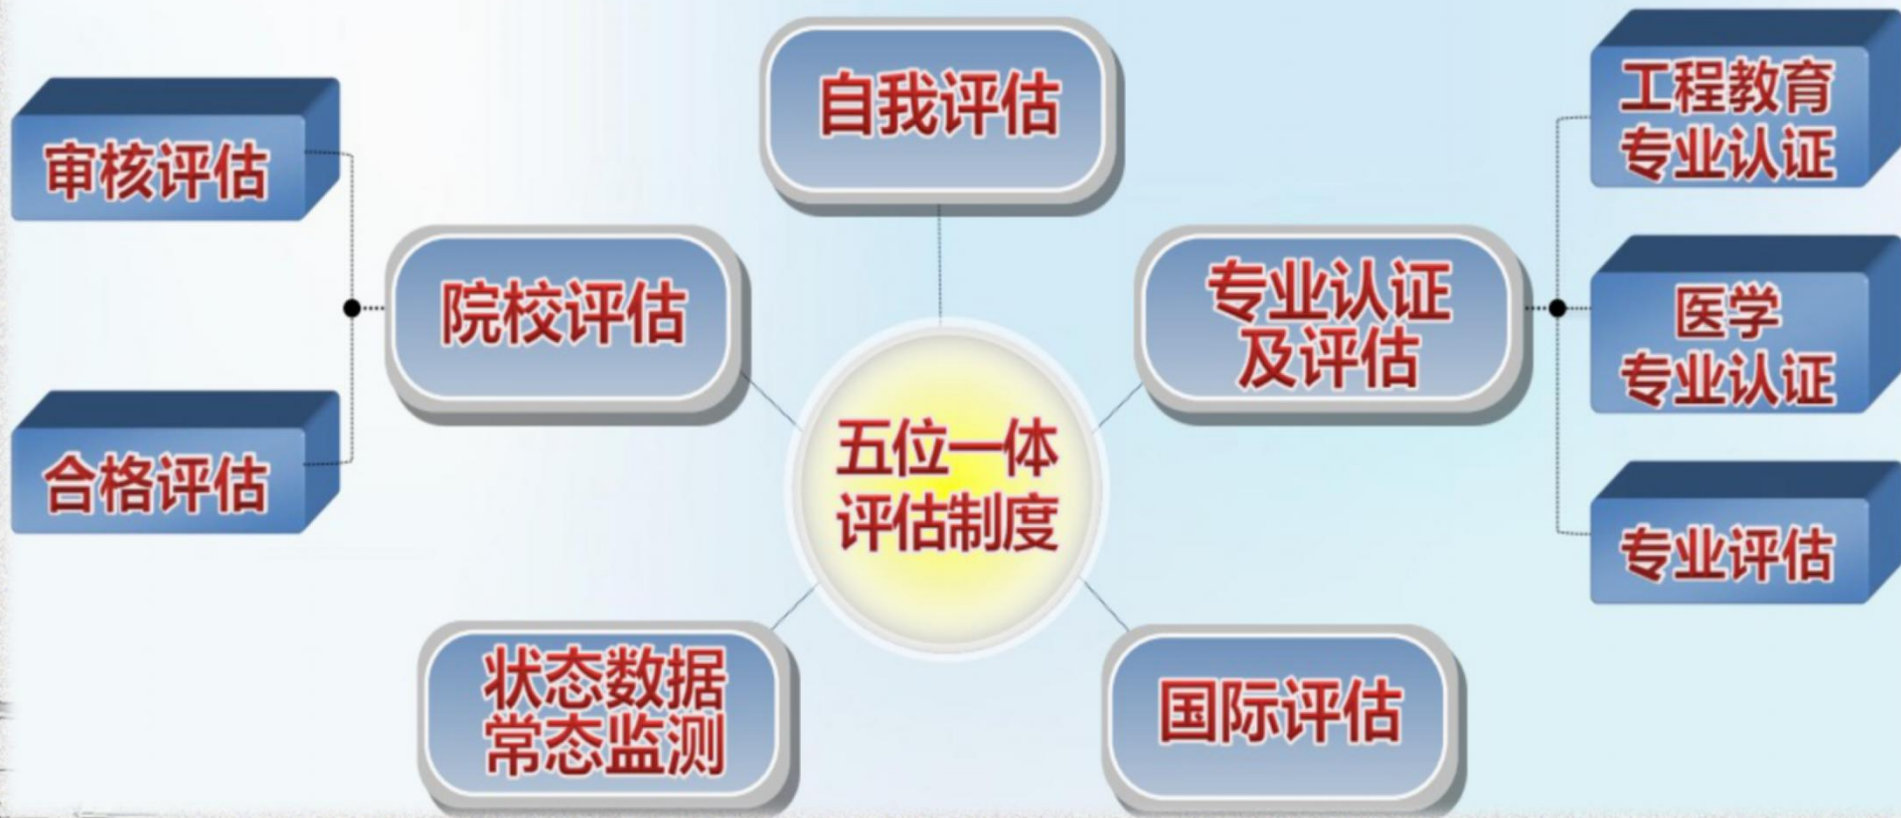 自我评估
工程教育
专业认证
审核评估
院校评估
专业认证
及评估
医学
专业认证
五位一体
评估制度
合格评估
专业评估
状态数据
常态监测
国际评估